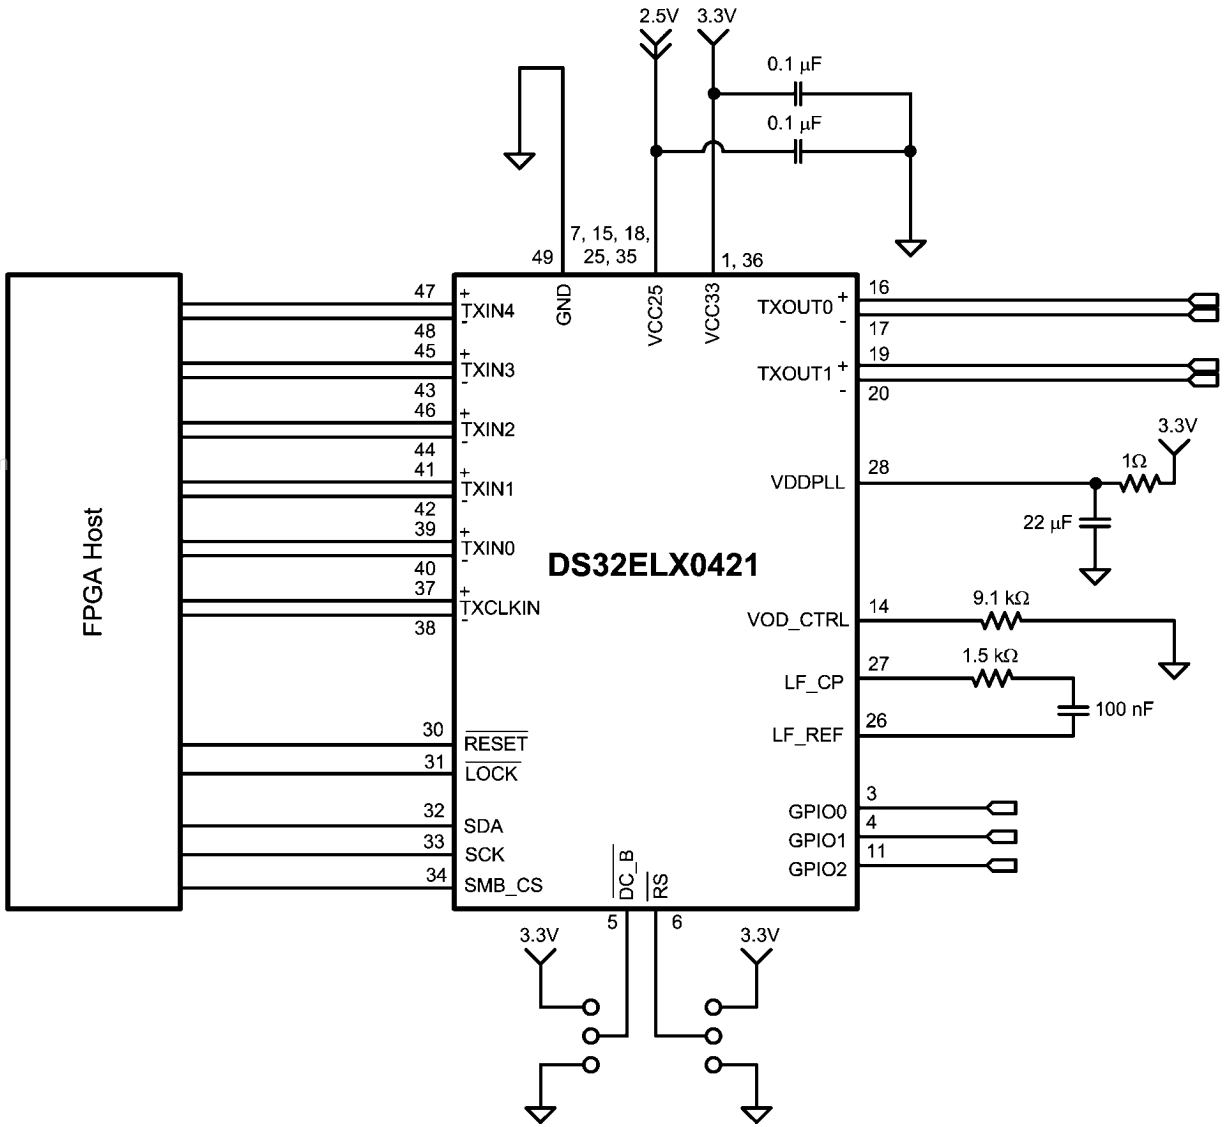 2.5V 3.3V
0.1 µF
0.1 µF
7, 15, 18,
49 25, 35 1, 36
GND VCC25 VCC33
FPGA Host
47 + TXIN4
48 -
45 + TXIN3
43 -
46 + TXIN2
44 -
41 + TXIN1
42 -
39 + TXIN0
40 -
37 + TXCLKIN
38 -
30 RESET
31 LOCK
32 SDA
33 SCK
34 SMB_CS
DS32ELX0421
TXOUT0 + 16
- 17
TXOUT1 + 19
- 20
3.3V
VDDPLL 28 1Ω
22 µF
VOD_CTRL 14 9.1 kΩ
LF_CP 27 1.5 kΩ
100 nF
LF_REF 26
GPIO0 3
GPIO1 4
GPIO2 11
DC_B RS
5 6
3.3V 3.3V